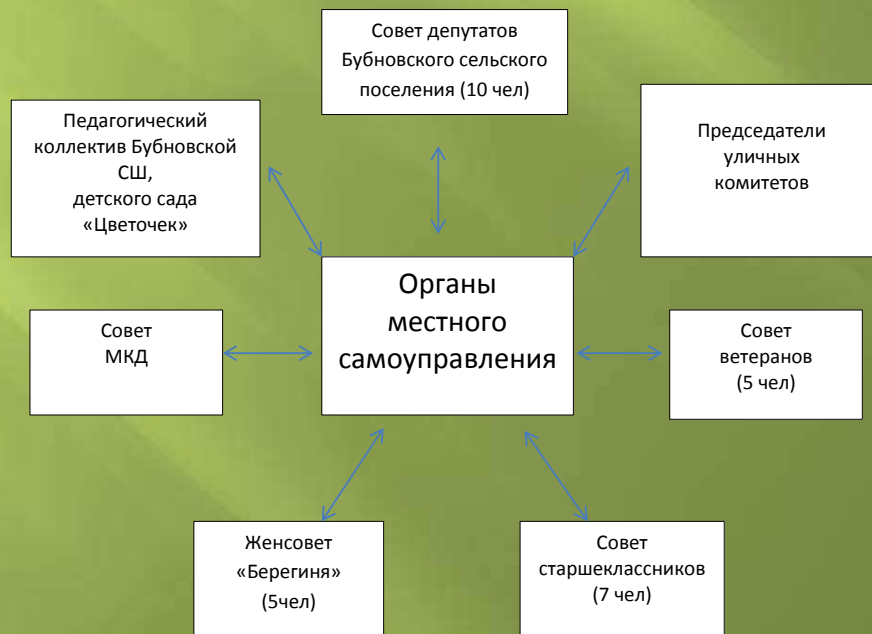 Совет депутатов
Бубновского сельского
поселения (10 чел)
Педагогический
коллектив Бубновской
СШ,
детского сада
«Цветочек»
Председатели
уличных
комитетов
Органы
местного
самоуправления
Совет
МКД
Совет
ветеранов
(5 чел)
Женсовет
«Берегиня»
(5чел)
Совет
старшеклассников
(7 чел)